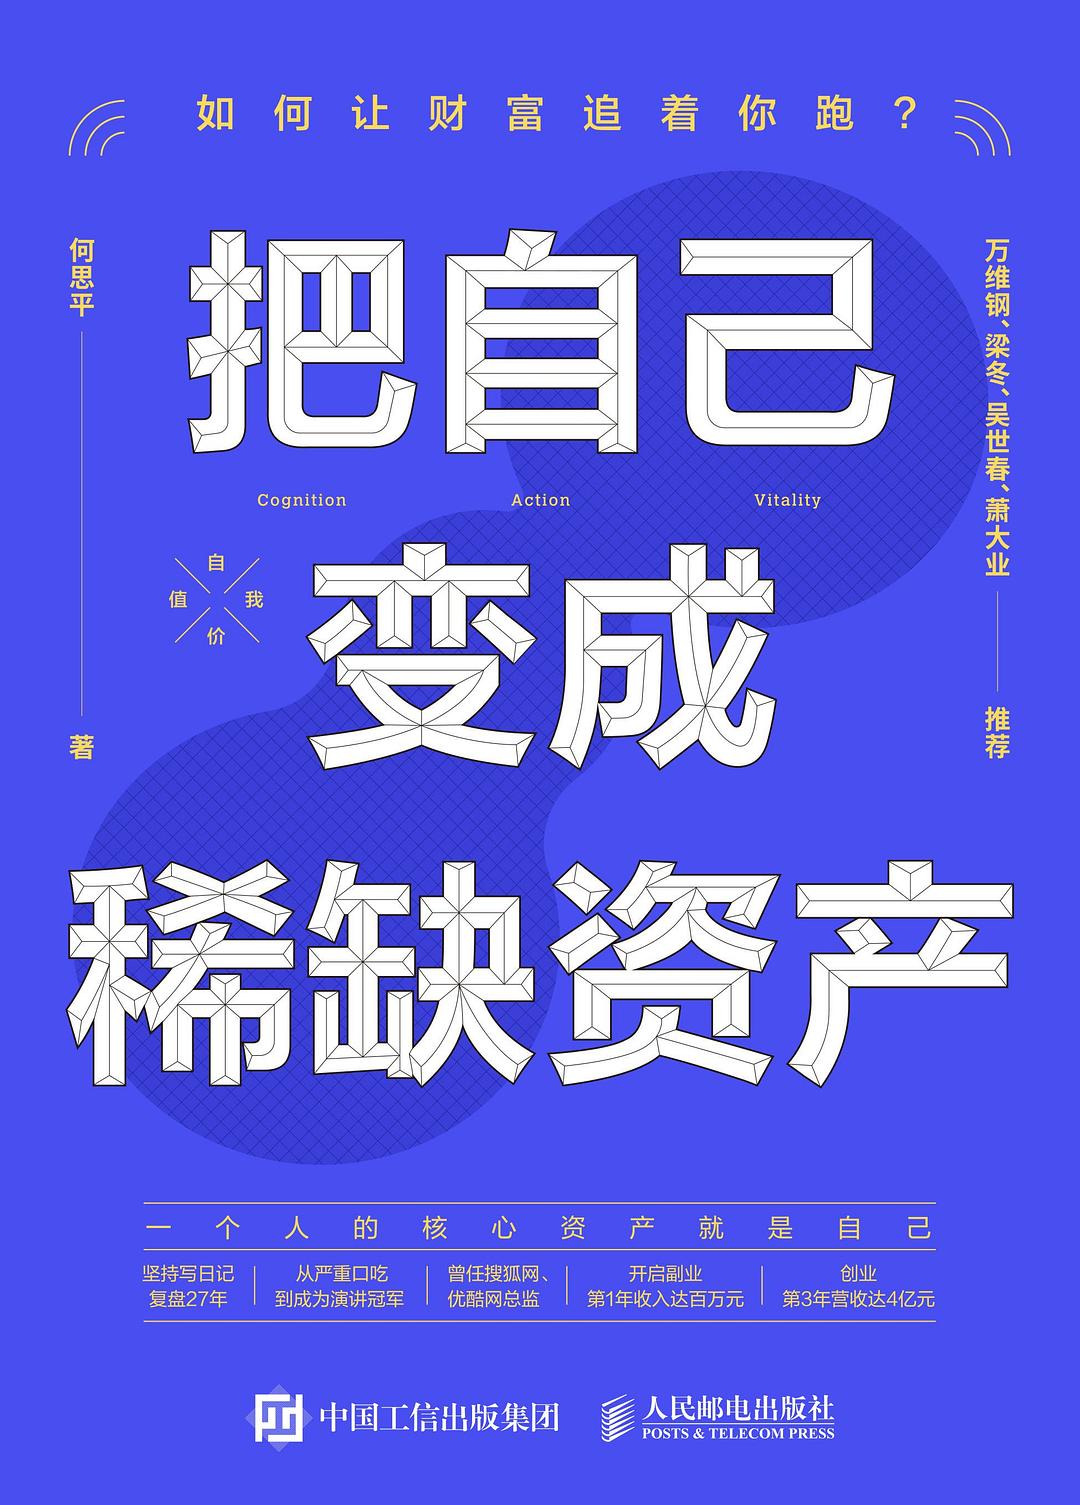 如何让财富追着你跑？
何思平
著
万维钢、梁冬、吴世春、萧大业
推荐
把自己
Cognition Action Vitality
自我价值
变成
稀缺资产
一个人的核心资产就是自己
坚持写日记
复盘27年
从严重口吃
到成为演讲冠军
曾任搜狐网、
优酷网总监
开启副业
第1年收入达百万元
创业
第3年营收达4亿元
中国工信出版集团
人民邮电出版社
POSTS & TELECOM PRESS